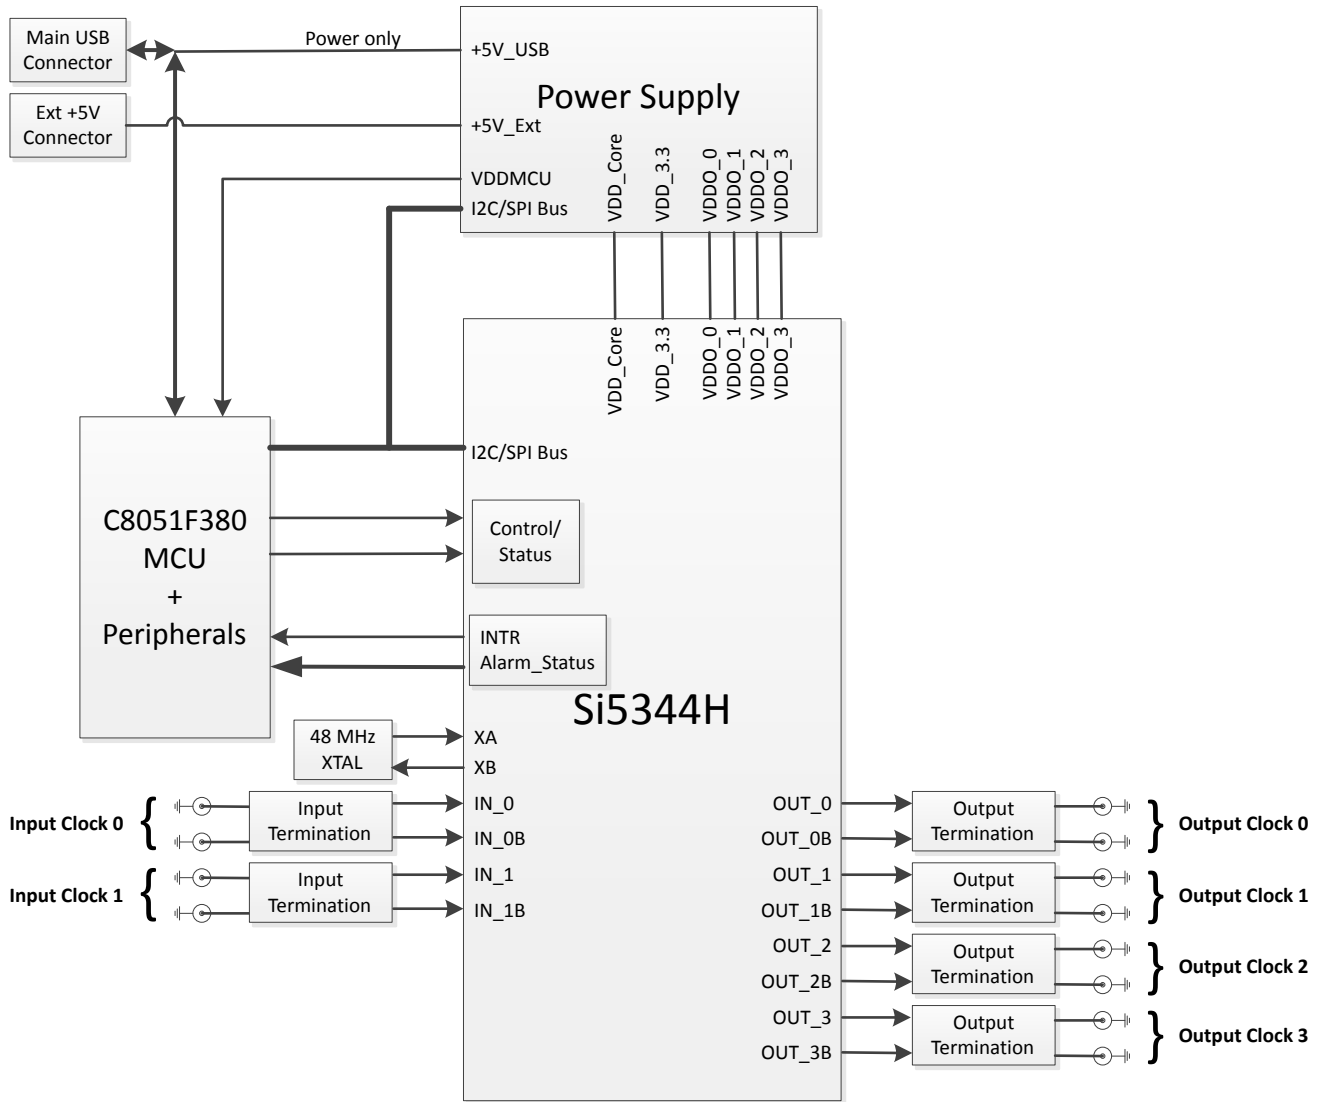 Main USB
Connector
Power only
+5V_USB
Power Supply
Ext +5V
Connector
+5V_Ext
VDDMCU
I2C/SPI Bus
VDD_Core
VDD_3.3
VDDO_0
VDDO_1
VDDO_2
VDDO_3
VDD_Core
VDD_3.3
VDDO_0
VDDO_1
VDDO_2
VDDO_3
I2C/SPI Bus
C8051F380
MCU
+
Peripherals
Control/
Status
INTR
Alarm_Status
Si5344H
48 MHz
XTAL
XA
XB
Input Clock 0
Input
Termination
IN_0
IN_0B
Input Clock 1
Input
Termination
IN_1
IN_1B
OUT_0
OUT_0B
Output
Termination
Output Clock 0
OUT_1
OUT_1B
Output
Termination
Output Clock 1
OUT_2
OUT_2B
Output
Termination
Output Clock 2
OUT_3
OUT_3B
Output
Termination
Output Clock 3